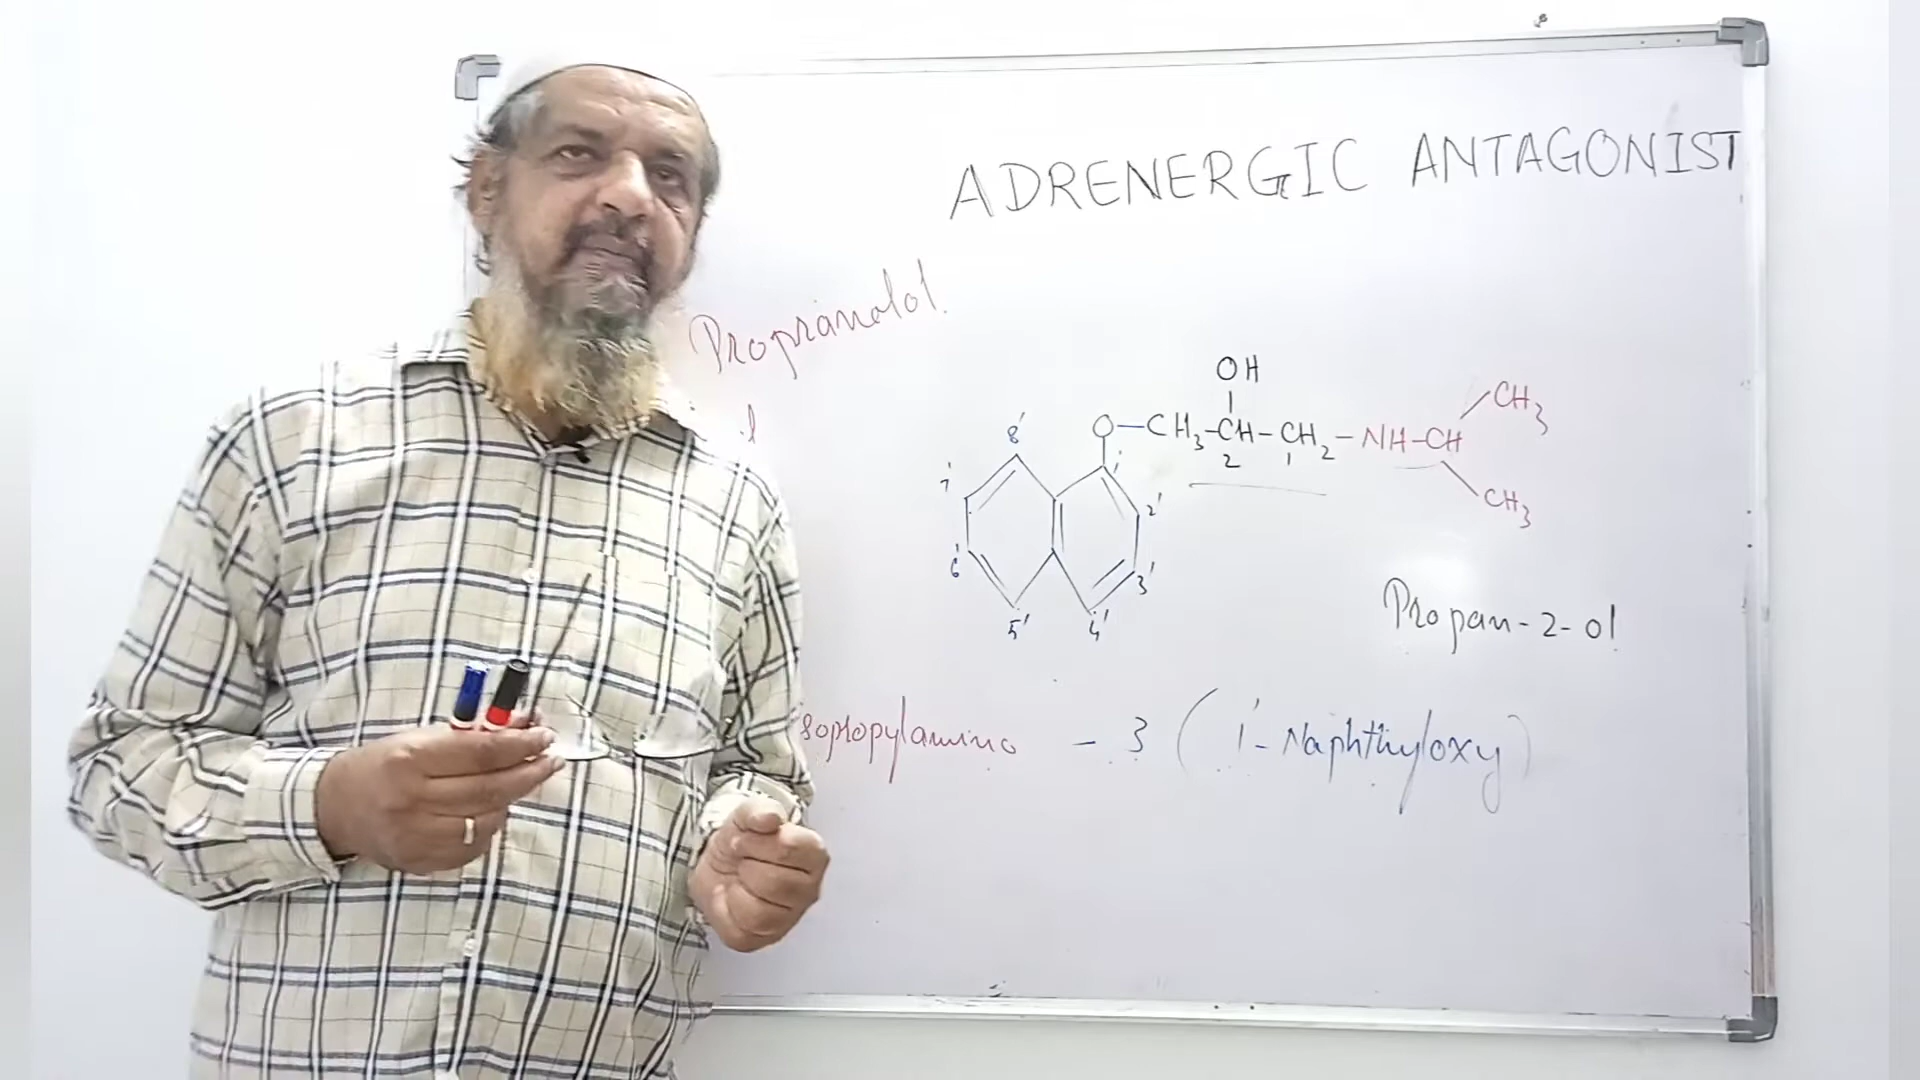 ADRENERGIC ANTAGONIST
Propranolol
OH
O-CH3-CH-CH2-NH-CH
CH3
CH3
2 1
8' 1'
7' 2'
6' 3'
5' 4'
Propan-2-ol
isopropylamino - 3 (1'-Naphthyloxy)